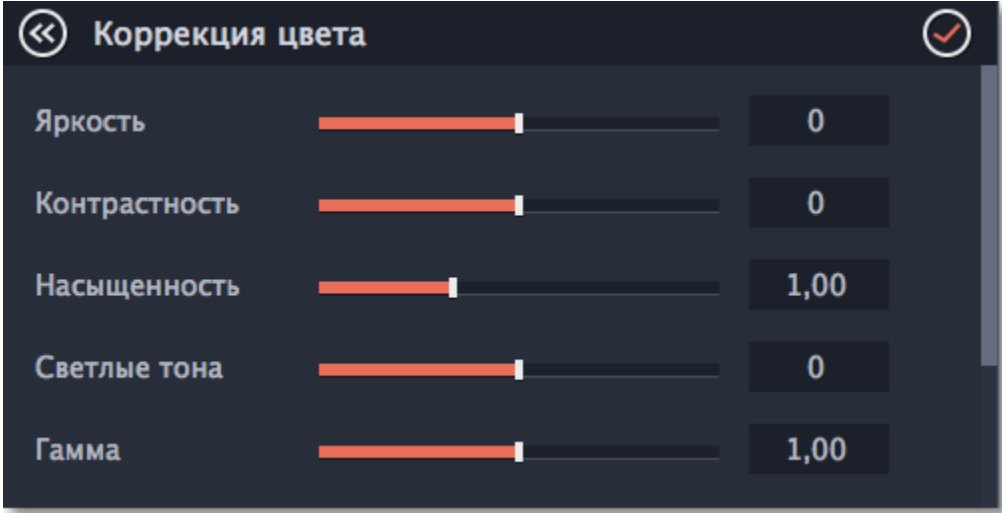 Коррекция цвета
Яркость 0
Контрастность 0
Насыщенность 1,00
Светлые тона 0
Гамма 1,00